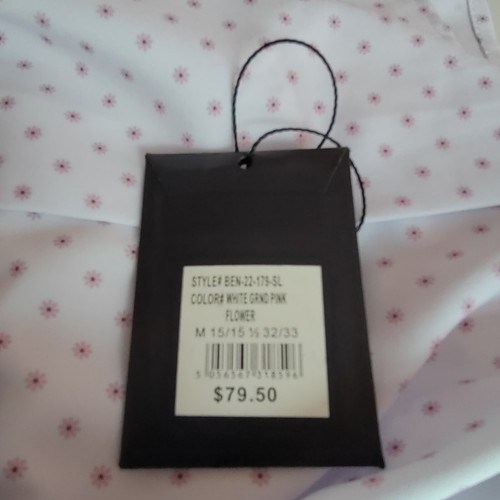 STYLE# BEN-22-179-SL
COLOR# WHITE GRND PINK
FLOWER
M 15/15 ½ 32/33
5 056567 318596
$79.50